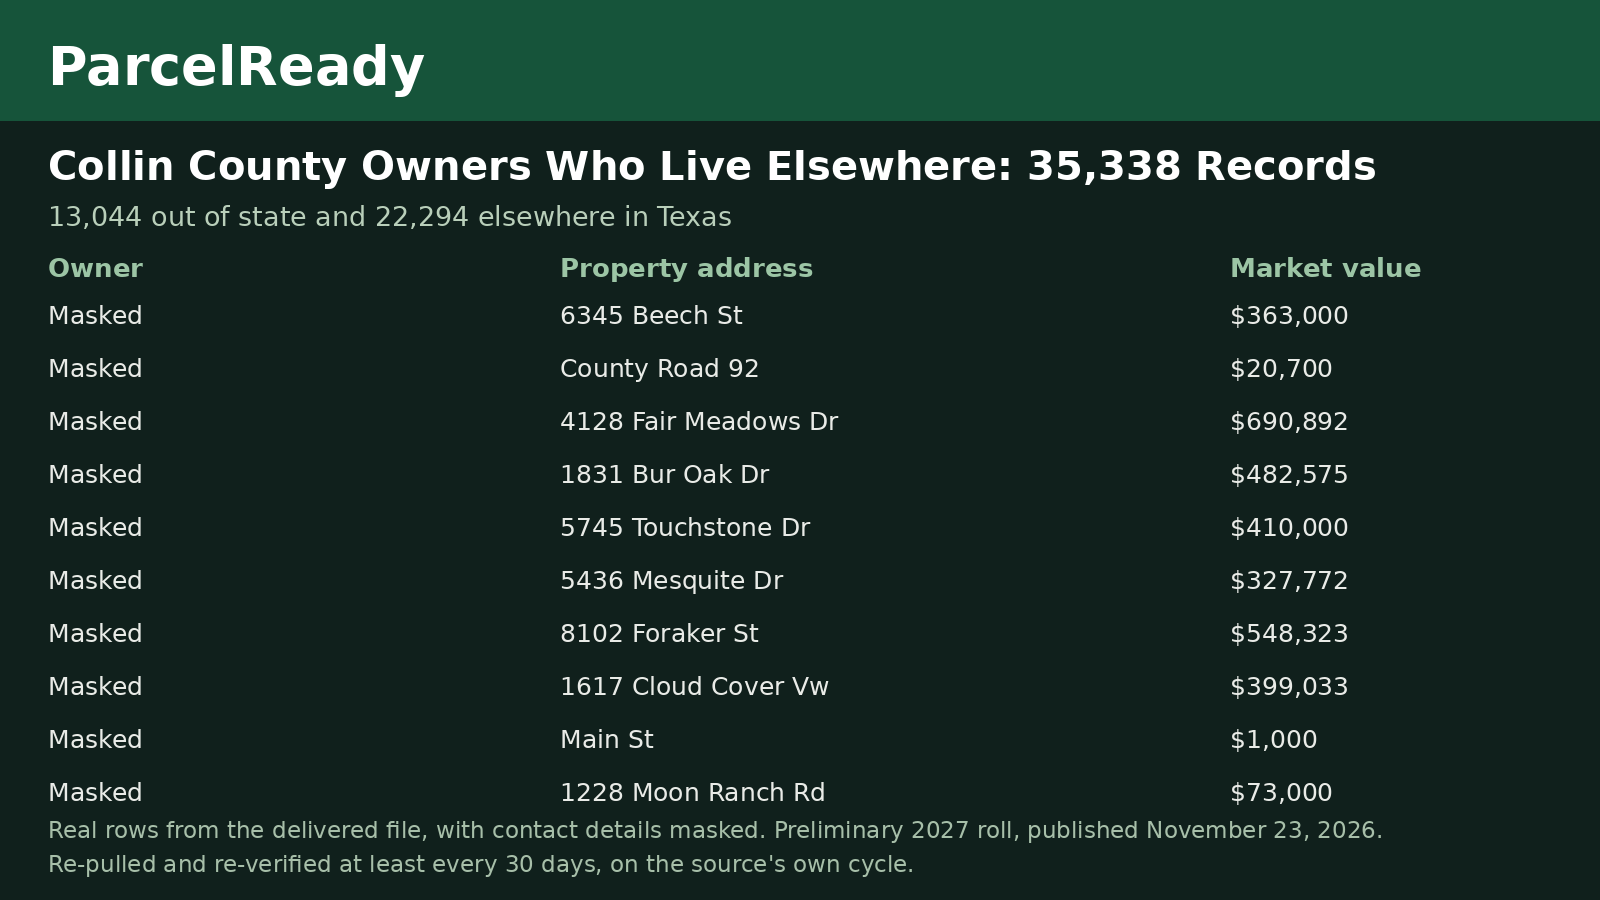 ParcelReady
Collin County Owners Who Live Elsewhere: 35,338 Records
13,044 out of state and 22,294 elsewhere in Texas
Owner Property address Market value
Masked 6345 Beech St $363,000
Masked County Road 92 $20,700
Masked 4128 Fair Meadows Dr $690,892
Masked 1831 Bur Oak Dr $482,575
Masked 5745 Touchstone Dr $410,000
Masked 5436 Mesquite Dr $327,772
Masked 8102 Foraker St $548,323
Masked 1617 Cloud Cover Vw $399,033
Masked Main St $1,000
Masked 1228 Moon Ranch Rd $73,000
Real rows from the delivered file, with contact details masked. Preliminary 2027 roll, published November 23, 2026.
Re-pulled and re-verified at least every 30 days, on the source's own cycle.